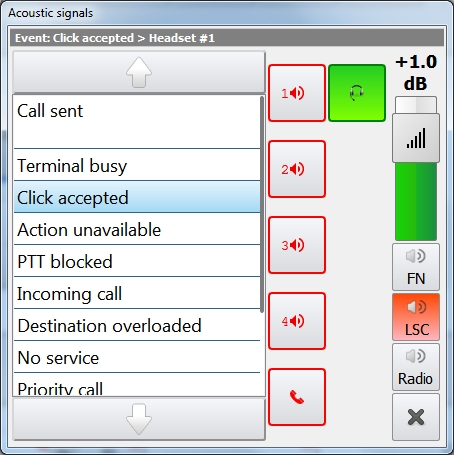 Acoustic signals
Event: Click accepted > Headset #1
+1.0
dB
Call sent
Terminal busy
Click accepted
Action unavailable
PTT blocked
Incoming call
Destination overloaded
No service
Priority call
1
2
3
4
FN
LSC
Radio